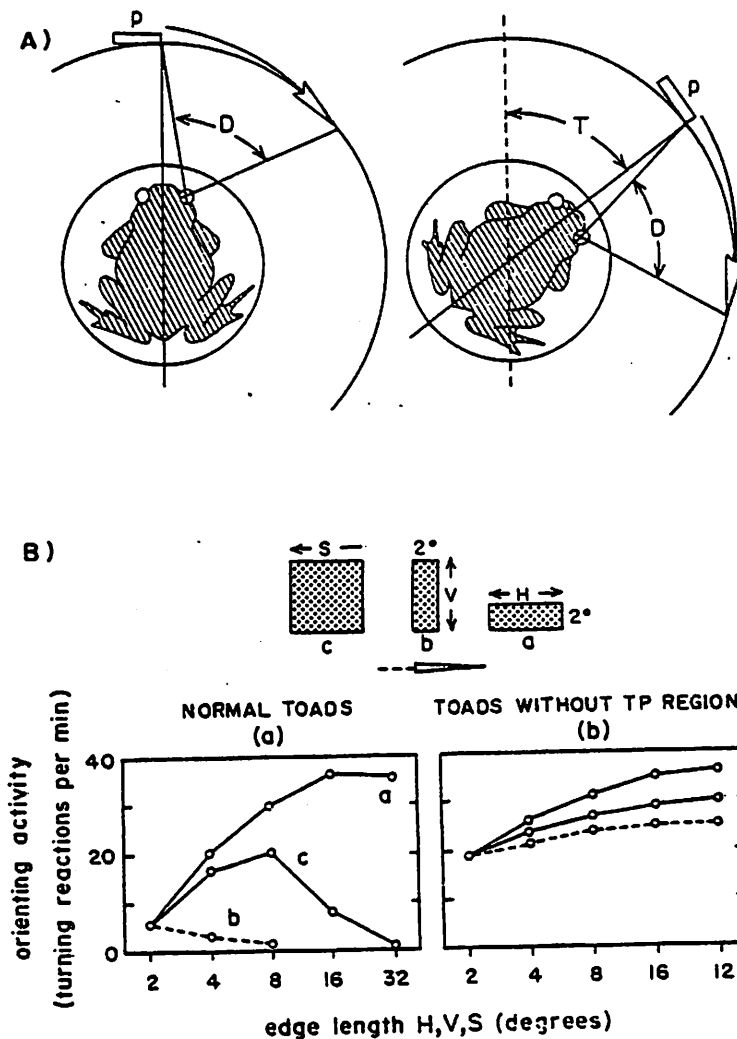 A)
p
D
T
p
D
B)
← S —
2°
V
← H →
2°
c
b
a
NORMAL TOADS
(a)
TOADS WITHOUT TP REGION
(b)
orienting activity
(turning reactions per min)
40
20
0
a
c
b
2 4 8 16 32
2 4 8 16 12
edge length H,V,S (degrees)